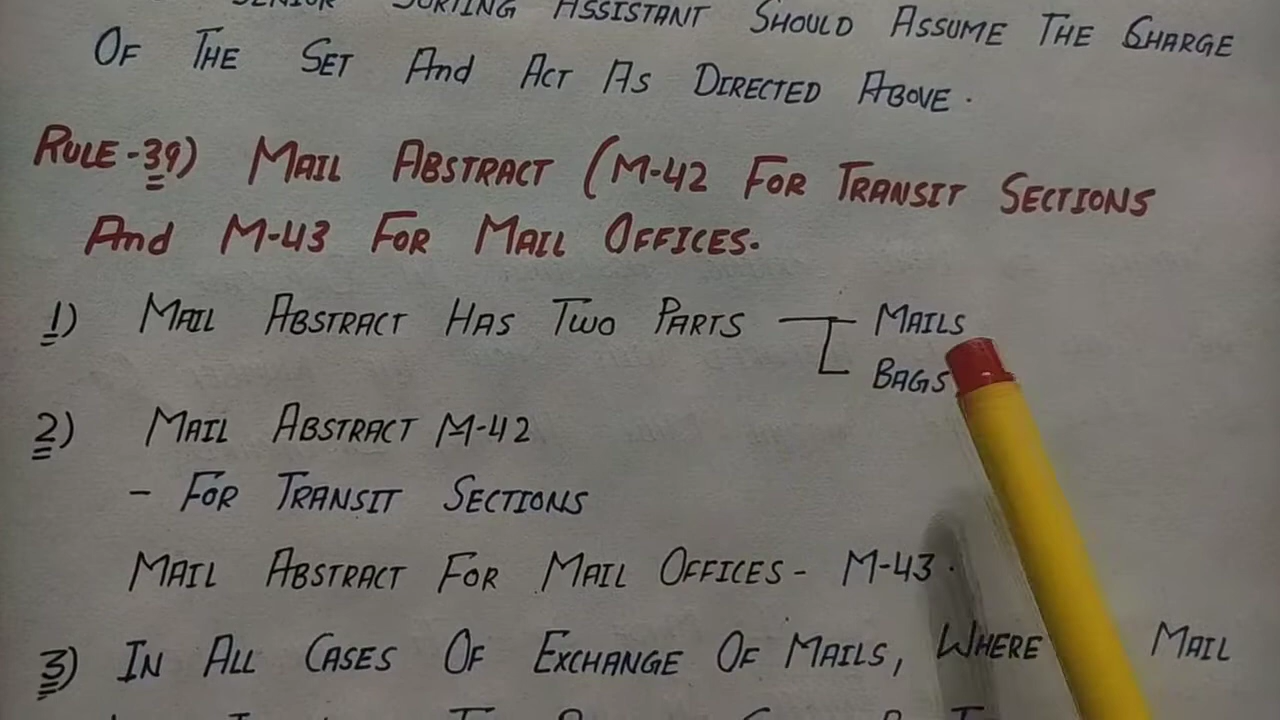 SENIOR SORTING ASSISTANT SHOULD ASSUME THE CHARGE
OF THE SET And ACT AS DIRECTED ABOVE.
RULE-39) MAIL ABSTRACT (M-42 FOR TRANSIT SECTIONS
And M-43 FOR MAIL OFFICES.
1) MAIL ABSTRACT HAS TWO PARTS — MAILS
BAGS
2) MAIL ABSTRACT M-42
- FOR TRANSIT SECTIONS
MAIL ABSTRACT FOR MAIL OFFICES - M-43.
3) IN ALL CASES OF EXCHANGE OF MAILS, WHERE MAIL